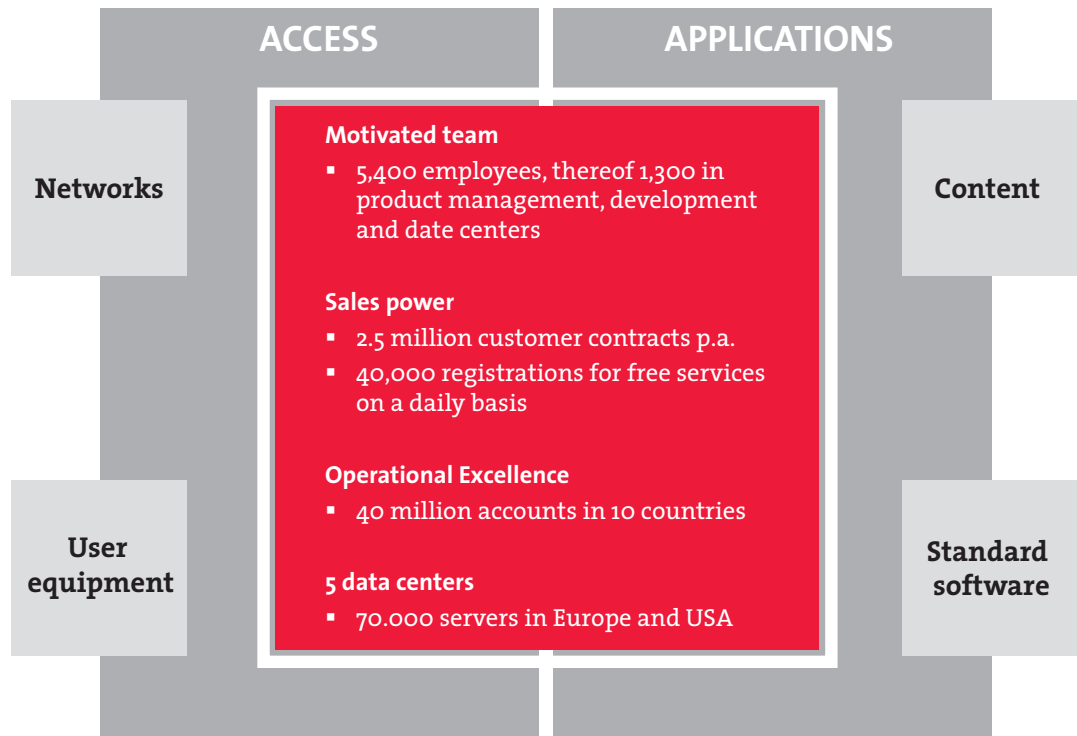 ACCESS
APPLICATIONS
Networks
User
equipment
Motivated team
▪ 5,400 employees, thereof 1,300 in
product management, development
and date centers
Sales power
▪ 2.5 million customer contracts p.a.
▪ 40,000 registrations for free services
on a daily basis
Operational Excellence
▪ 40 million accounts in 10 countries
5 data centers
▪ 70.000 servers in Europe and USA
Content
Standard
software